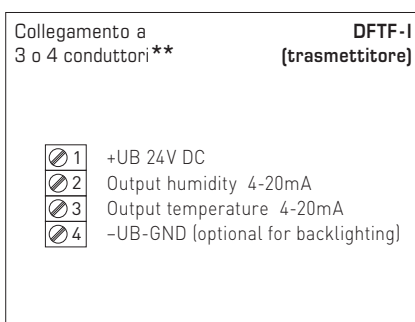 Collegamento a
3 o 4 conduttori**
DFTF-I
(trasmettitore)
1 +UB 24V DC
2 Output humidity 4-20mA
3 Output temperature 4-20mA
4 –UB-GND (optional for backlighting)